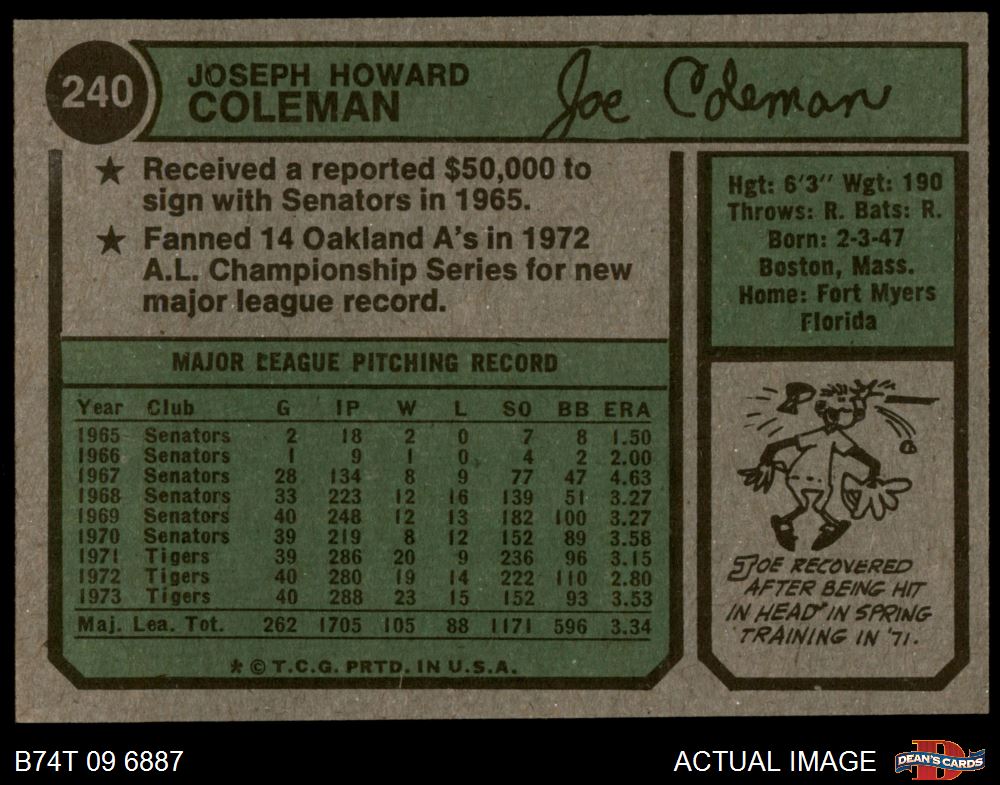 240
JOSEPH HOWARD
COLEMAN
Joe Coleman
★ Received a reported $50,000 to
sign with Senators in 1965.
★ Fanned 14 Oakland A's in 1972
A.L. Championship Series for new
major league record.
MAJOR LEAGUE PITCHING RECORD
Year Club G IP W L SO BB ERA
1965 Senators 2 18 2 0 7 8 1.50
1966 Senators 1 9 1 0 4 2 2.00
1967 Senators 28 134 8 9 77 47 4.63
1968 Senators 33 223 12 16 139 51 3.27
1969 Senators 40 248 12 13 182 100 3.27
1970 Senators 39 219 8 12 152 89 3.58
1971 Tigers 39 286 20 9 236 96 3.15
1972 Tigers 40 280 19 14 222 110 2.80
1973 Tigers 40 288 23 15 152 93 3.53
Maj. Lea. Tot. 262 1705 105 88 1171 596 3.34
* © T.C.G. PRTD. IN U.S.A.
Hgt: 6'3" Wgt: 190
Throws: R. Bats: R.
Born: 2-3-47
Boston, Mass.
Home: Fort Myers
Florida
JOE RECOVERED
AFTER BEING HIT
IN HEAD IN SPRING
TRAINING IN '71.
B74T 09 6887
ACTUAL IMAGE
DEAN'S CARDS